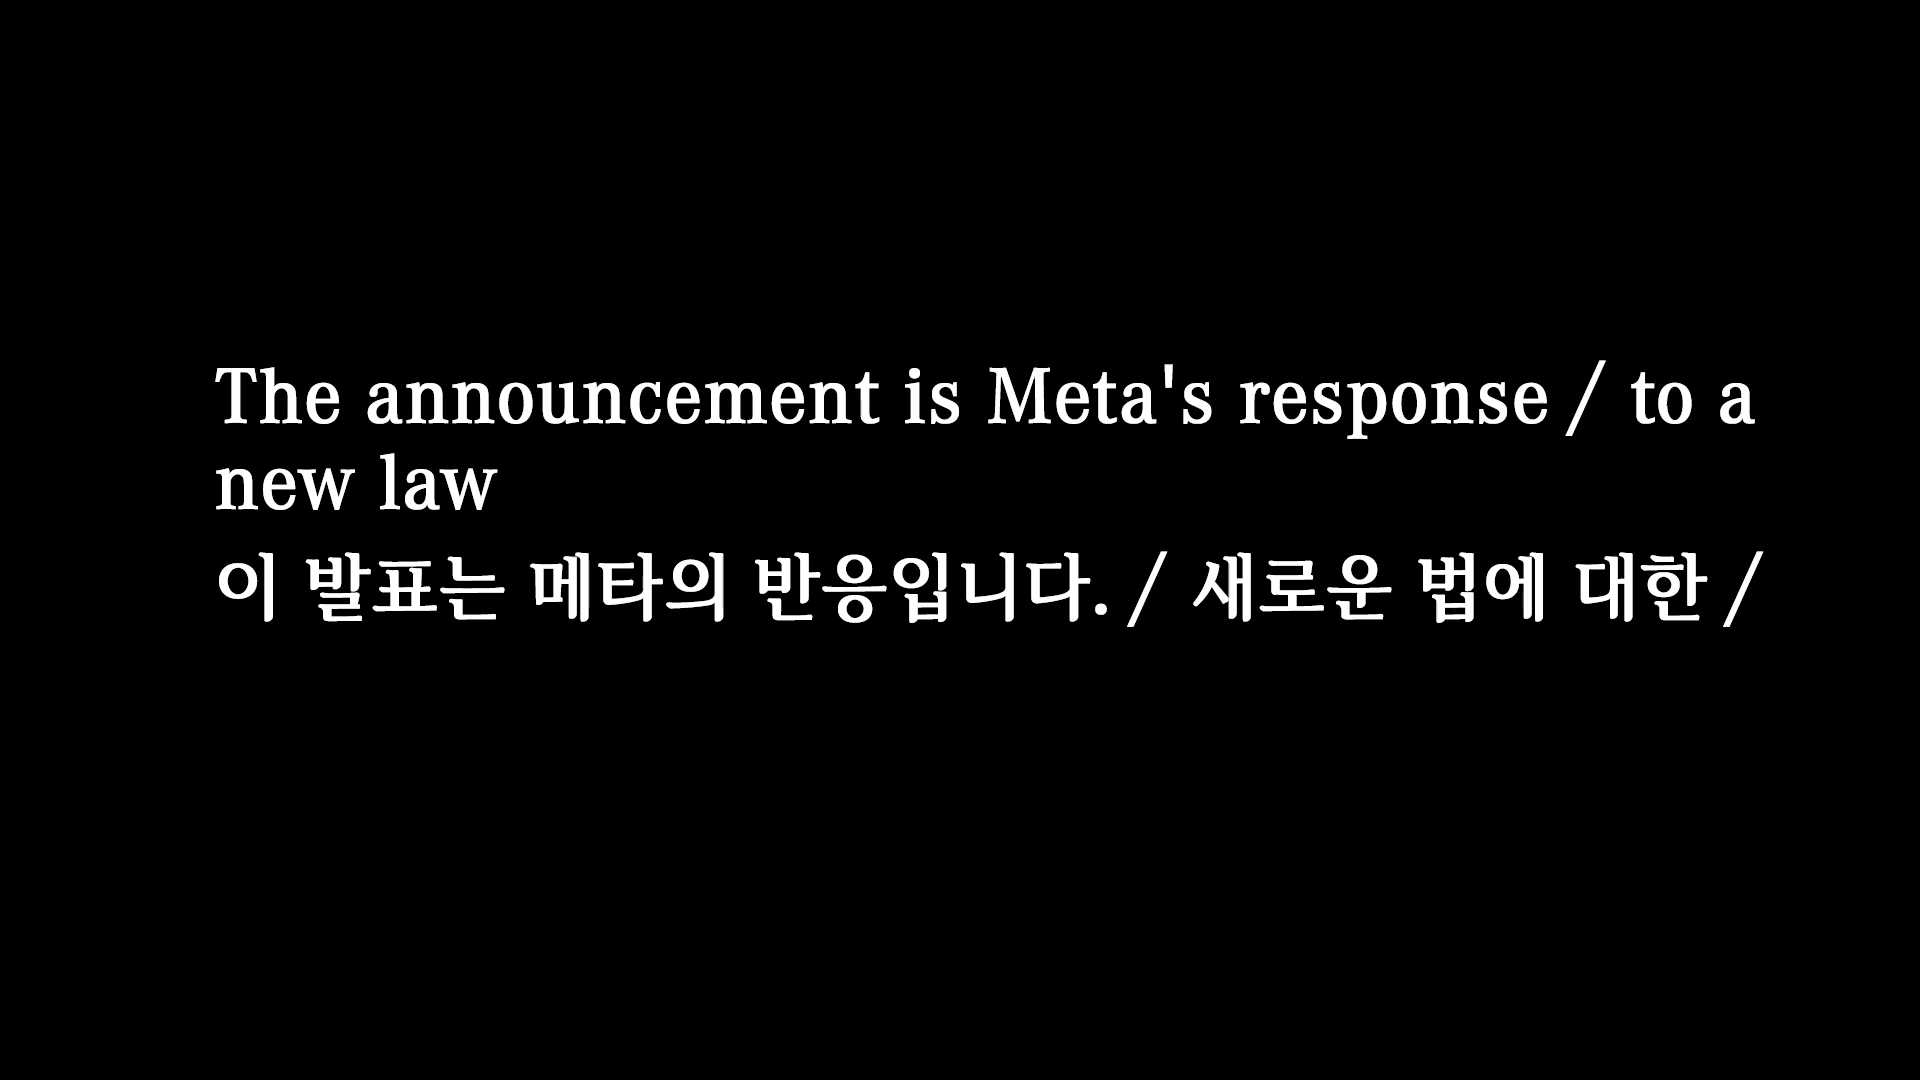 The announcement is Meta's response / to a
new law
이 발표는 메타의 반응입니다. / 새로운 법에 대한 /